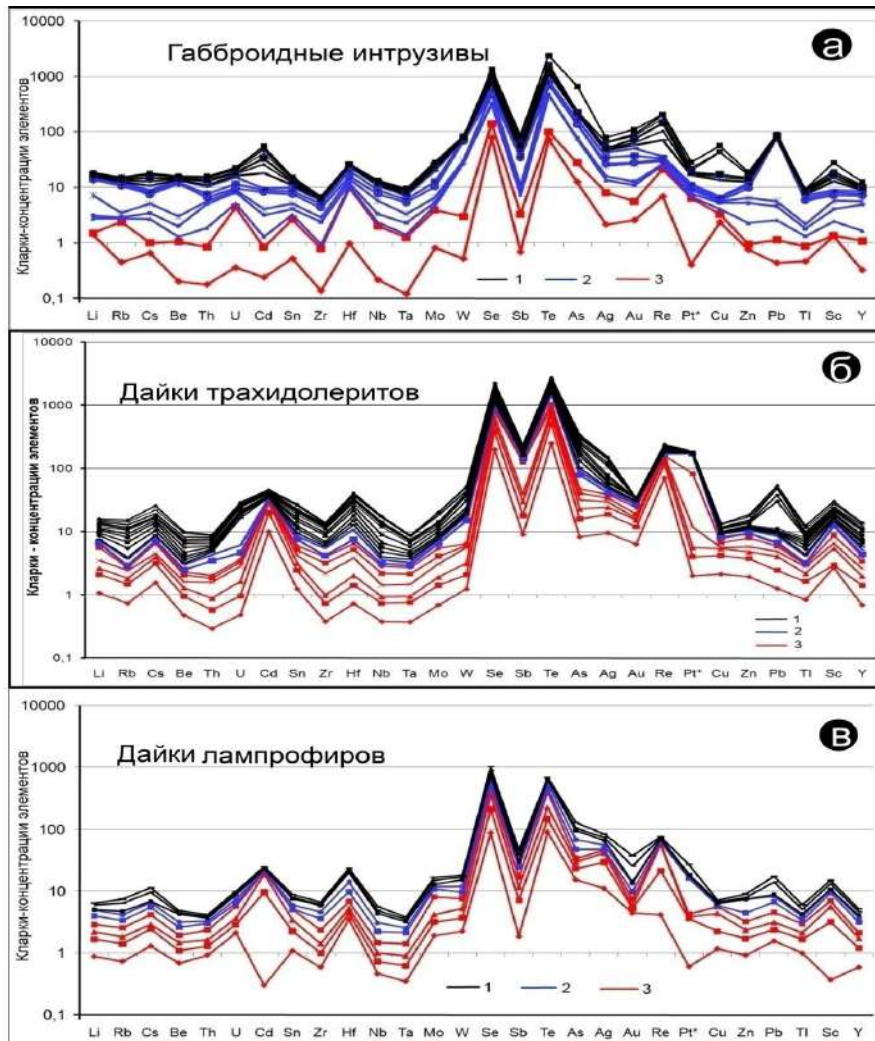 Габброидные интрузивы
а
Кларки-концентрации элементов
10000
1000
100
10
1
0,1
1 2 3
Li Rb Cs Be Th U Cd Sn Zr Hf Nb Ta Mo W Se Sb Te As Ag Au Re Pt* Cu Zn Pb Tl Sc Y
Дайки трахидолеритов
б
Кларки - концентрации элементов
10000
1000
100
10
1
0,1
1
2
3
Li Rb Cs Be Th U Cd Sn Zr Hf Nb Ta Mo W Se Sb Te As Ag Au Re Pt* Cu Zn Pb Tl Sc Y
Дайки лампрофиров
в
Кларки-концентрации элементов
10000
1000
100
10
1
0,1
1 2 3
Li Rb Cs Be Th U Cd Sn Zr Hf Nb Ta Mo W Se Sb Te As Ag Au Re Pt* Cu Zn Pb Tl Sc Y